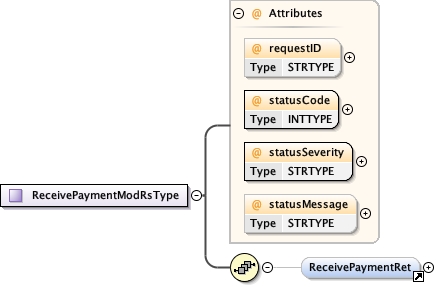 @ Attributes
@ requestID
Type STRTYPE
@ statusCode
Type INTTYPE
@ statusSeverity
Type STRTYPE
@ statusMessage
Type STRTYPE
ReceivePaymentModRsType
ReceivePaymentRet